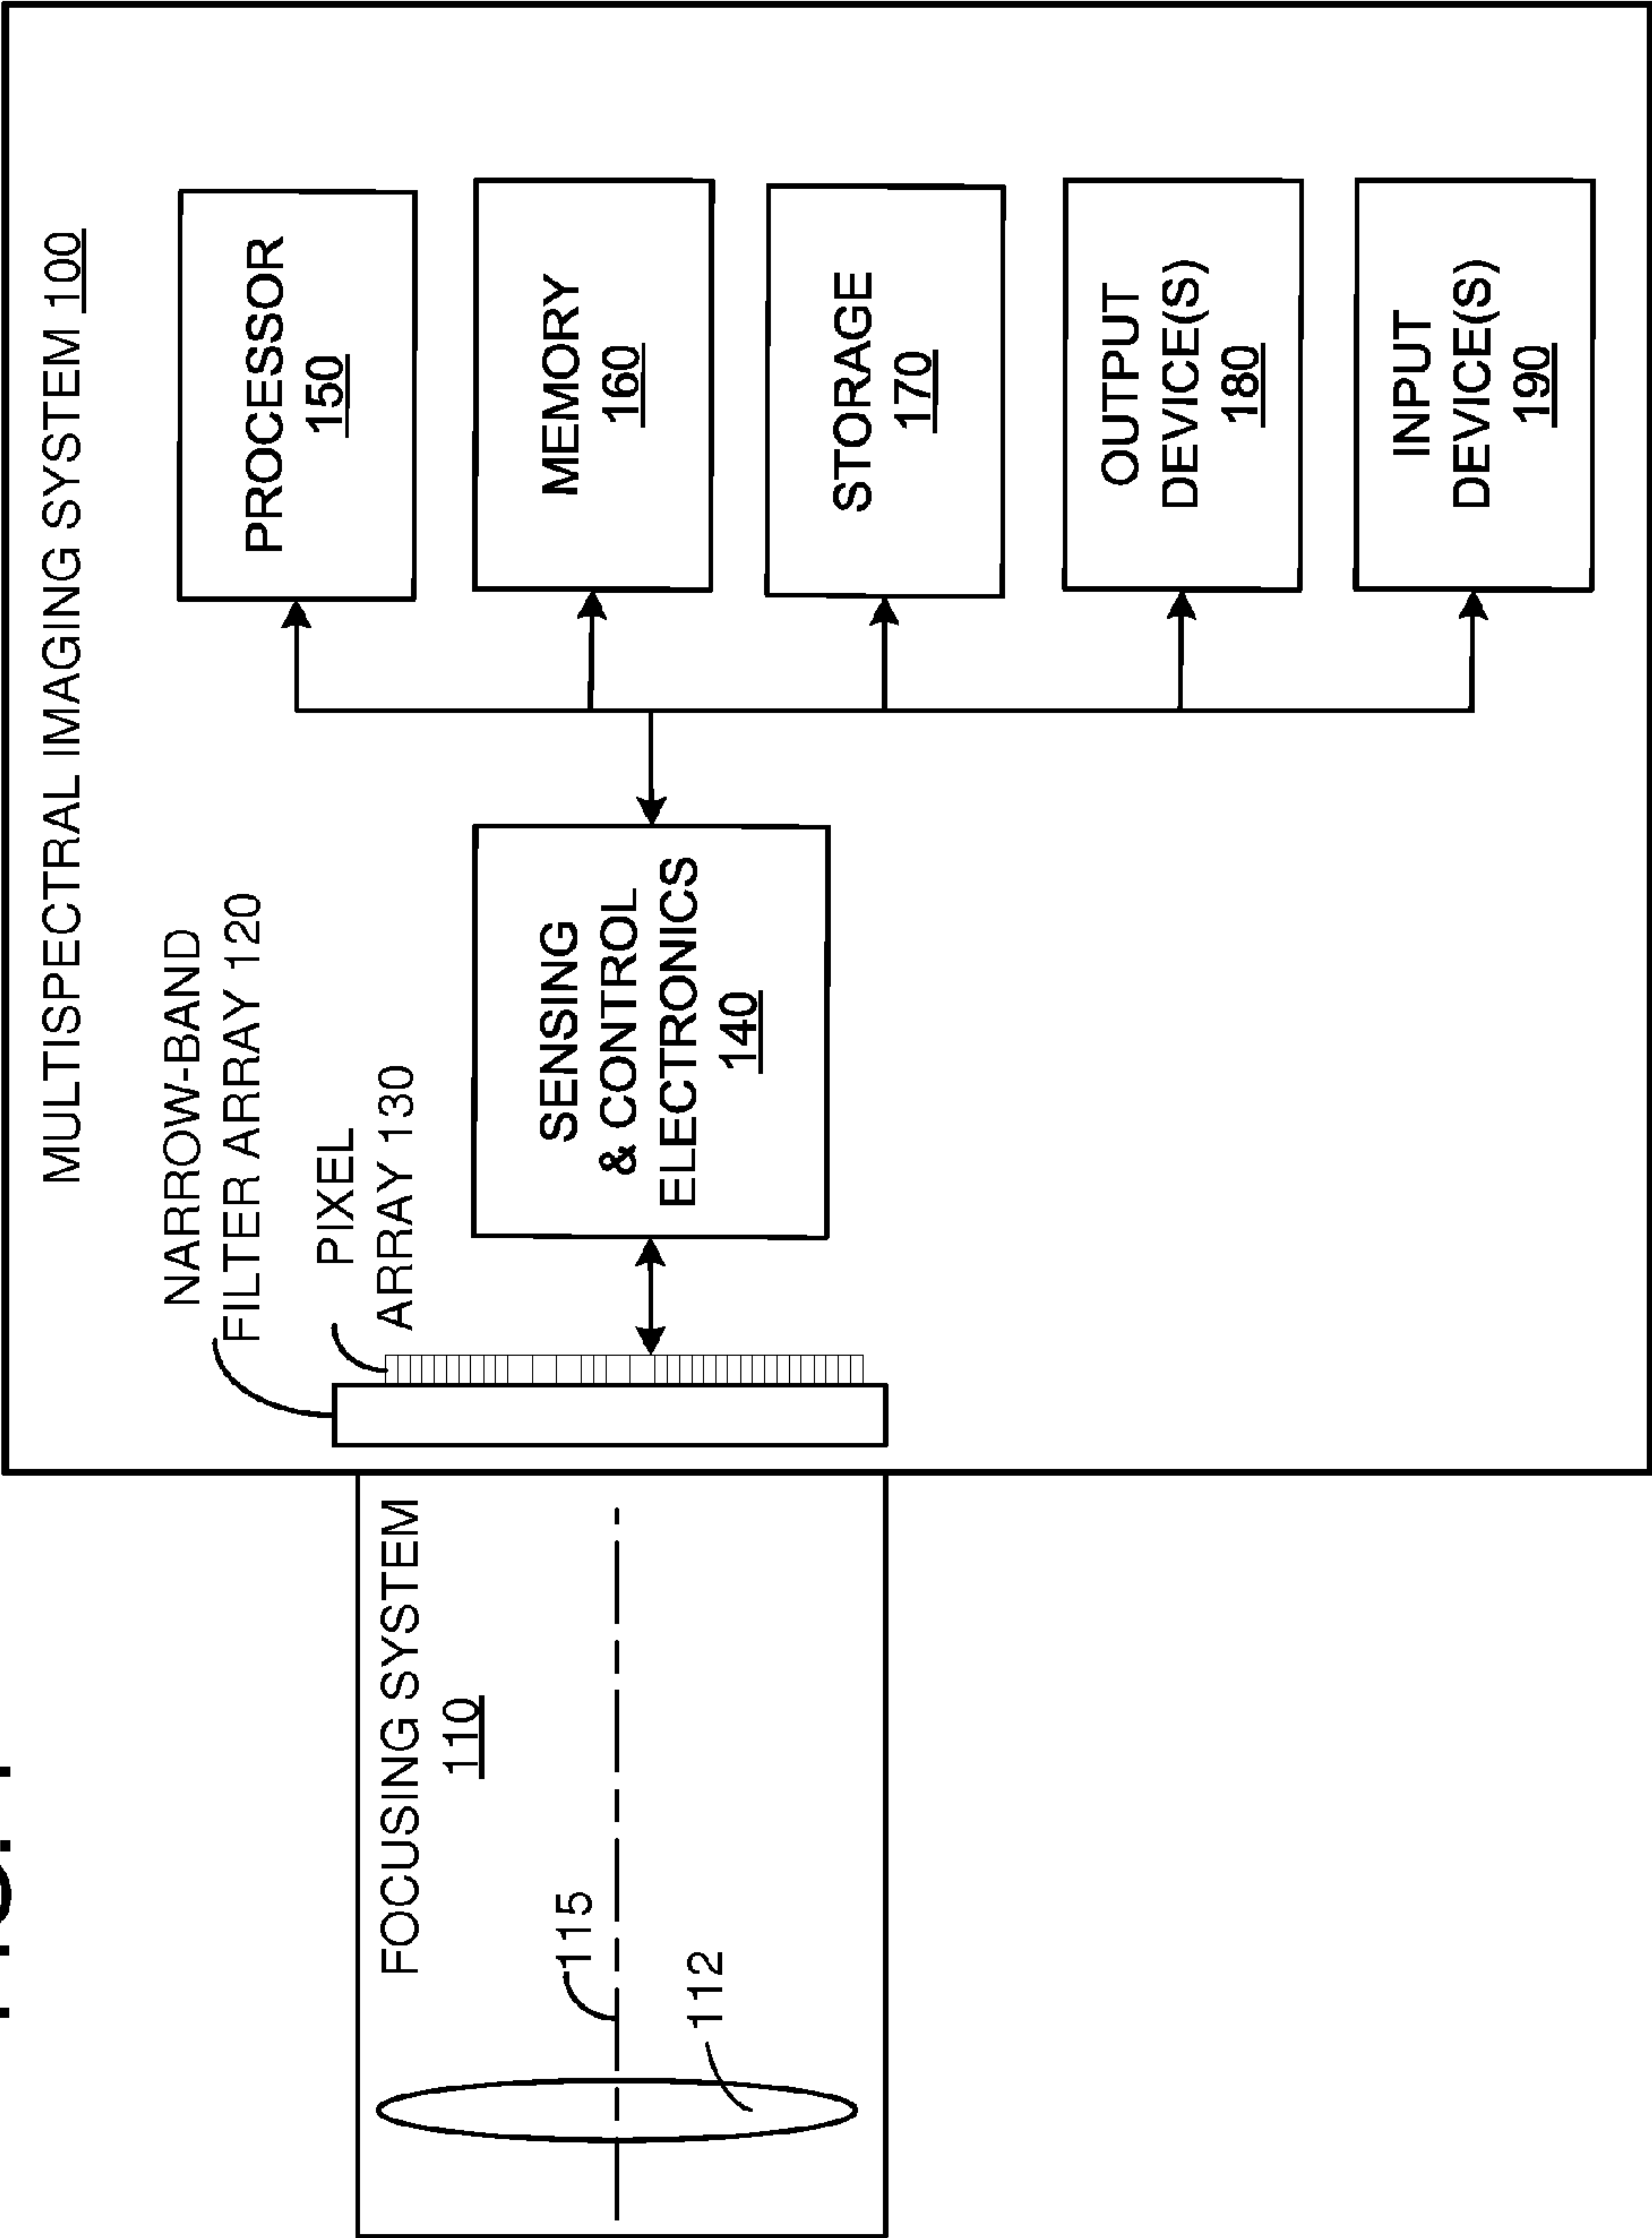 MULTISPECTRAL IMAGING SYSTEM 100
NARROW-BAND
FILTER ARRAY 120
PIXEL
ARRAY 130
FOCUSING SYSTEM
110
115
112
SENSING
& CONTROL
ELECTRONICS
140
PROCESSOR
150
MEMORY
160
STORAGE
170
OUTPUT
DEVICE(S)
180
INPUT
DEVICE(S)
190